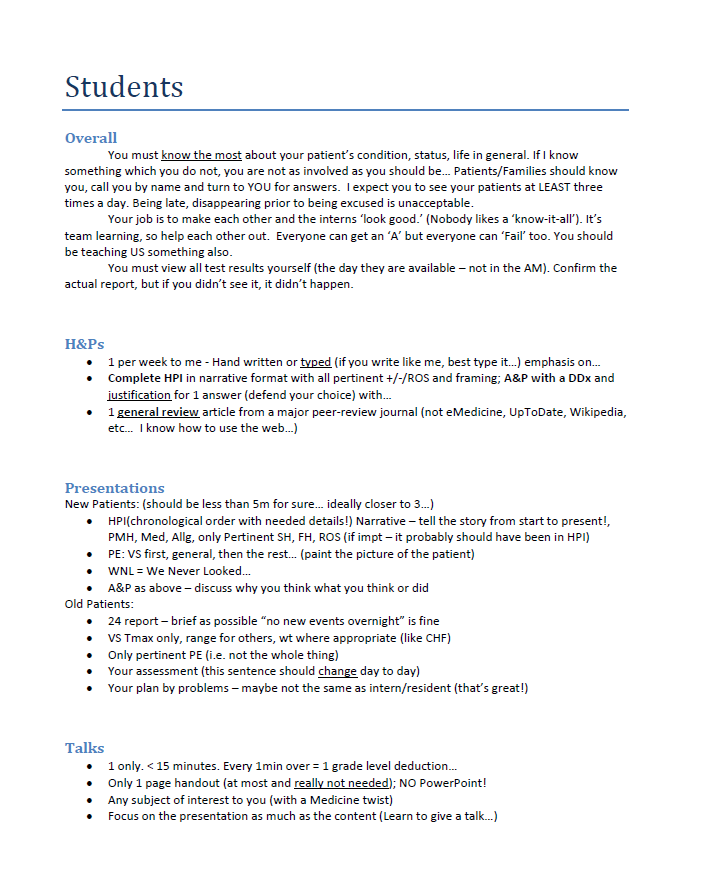 Students
Overall
You must know the most about your patient's condition, status, life in general. If I know
something which you do not, you are not as involved as you should be… Patients/Families should know
you, call you by name and turn to YOU for answers.  I expect you to see your patients at LEAST three
times a day. Being late, disappearing prior to being excused is unacceptable.
Your job is to make each other and the interns 'look good.' (Nobody likes a 'know-it-all'). It's
team learning, so help each other out.  Everyone can get an 'A' but everyone can 'Fail' too. You should
be teaching US something also.
You must view all test results yourself (the day they are available – not in the AM). Confirm the
actual report, but if you didn't see it, it didn't happen.
H&Ps
• 1 per week to me - Hand written or typed (if you write like me, best type it…) emphasis on…
• Complete HPI in narrative format with all pertinent +/-/ROS and framing; A&P with a DDx and
justification for 1 answer (defend your choice) with…
• 1 general review article from a major peer-review journal (not eMedicine, UpToDate, Wikipedia,
etc…  I know how to use the web…)
Presentations
New Patients: (should be less than 5m for sure… ideally closer to 3…)
• HPI(chronological order with needed details!) Narrative – tell the story from start to present!,
PMH, Med, Allg, only Pertinent SH, FH, ROS (if impt – it probably should have been in HPI)
• PE: VS first, general, then the rest… (paint the picture of the patient)
• WNL = We Never Looked…
• A&P as above – discuss why you think what you think or did
Old Patients:
• 24 report – brief as possible "no new events overnight" is fine
• VS Tmax only, range for others, wt where appropriate (like CHF)
• Only pertinent PE (i.e. not the whole thing)
• Your assessment (this sentence should change day to day)
• Your plan by problems – maybe not the same as intern/resident (that's great!)
Talks
• 1 only. < 15 minutes. Every 1min over = 1 grade level deduction…
• Only 1 page handout (at most and really not needed); NO PowerPoint!
• Any subject of interest to you (with a Medicine twist)
• Focus on the presentation as much as the content (Learn to give a talk…)